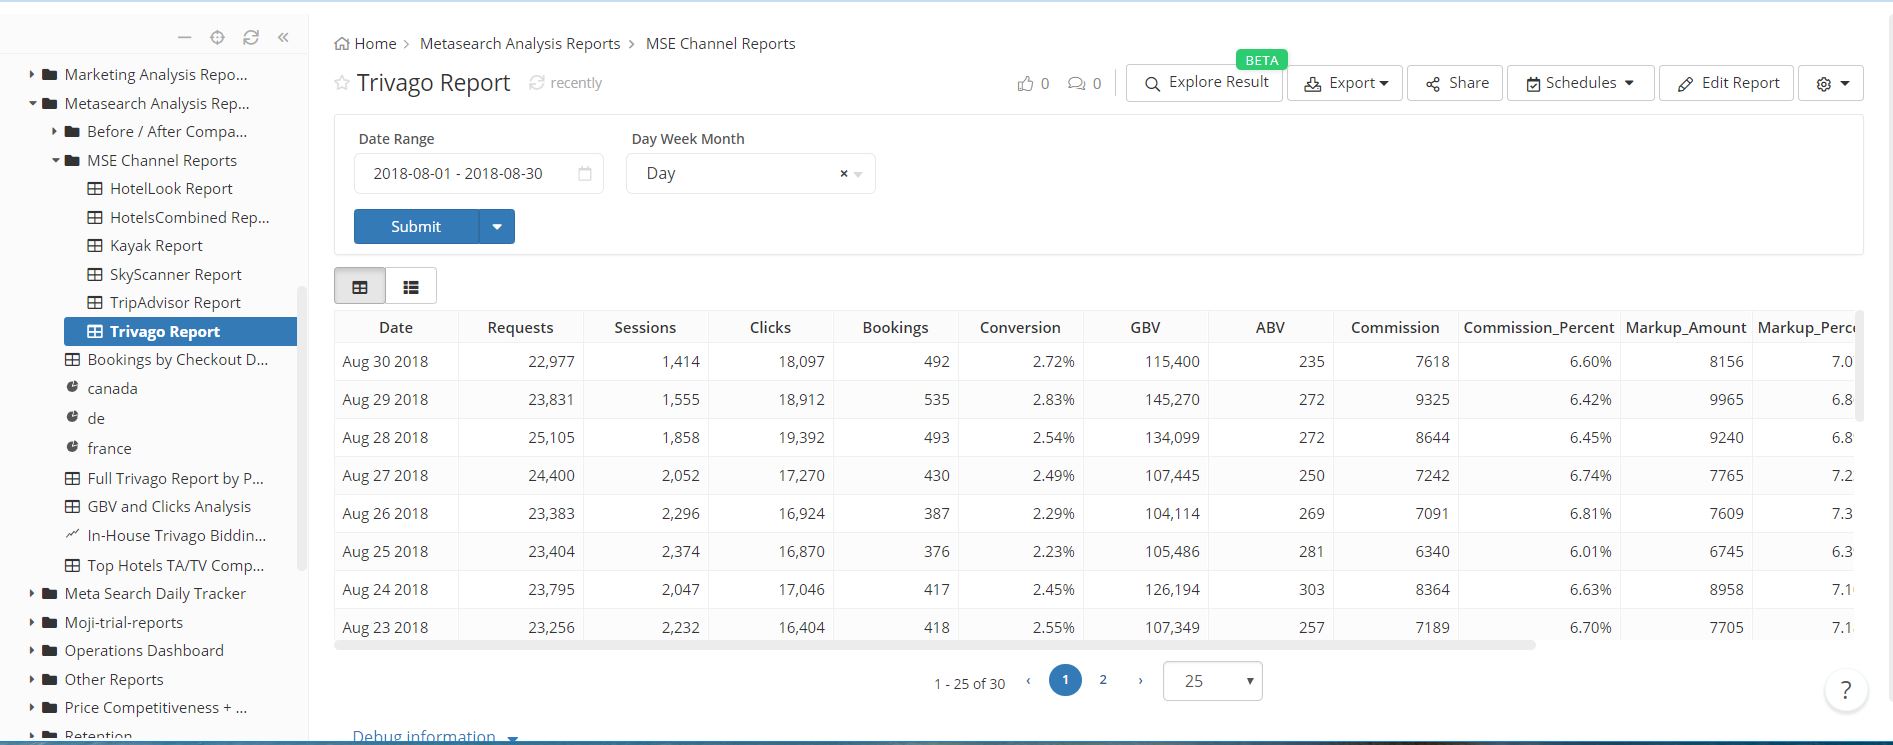 Home > Metasearch Analysis Reports > MSE Channel Reports
Trivago Report recently
0 0 BETA Explore Result Export Share Schedules Edit Report
Marketing Analysis Repo...
Metasearch Analysis Rep...
Before / After Compa...
MSE Channel Reports
HotelLook Report
HotelsCombined Rep...
Kayak Report
SkyScanner Report
TripAdvisor Report
Trivago Report
Bookings by Checkout D...
canada
de
france
Full Trivago Report by P...
GBV and Clicks Analysis
In-House Trivago Biddin...
Top Hotels TA/TV Comp...
Meta Search Daily Tracker
Moji-trial-reports
Operations Dashboard
Other Reports
Price Competitiveness + ...
Retention
Date Range Day Week Month
2018-08-01 - 2018-08-30 Day ×
Submit
Date Requests Sessions Clicks Bookings Conversion GBV ABV Commission Commission_Percent Markup_Amount Markup_Perc
Aug 30 2018 22,977 1,414 18,097 492 2.72% 115,400 235 7618 6.60% 8156 7.0
Aug 29 2018 23,831 1,555 18,912 535 2.83% 145,270 272 9325 6.42% 9965 6.8
Aug 28 2018 25,105 1,858 19,392 493 2.54% 134,099 272 8644 6.45% 9240 6.8
Aug 27 2018 24,400 2,052 17,270 430 2.49% 107,445 250 7242 6.74% 7765 7.2
Aug 26 2018 23,383 2,296 16,924 387 2.29% 104,114 269 7091 6.81% 7609 7.3
Aug 25 2018 23,404 2,374 16,870 376 2.23% 105,486 281 6340 6.01% 6745 6.3
Aug 24 2018 23,795 2,047 17,046 417 2.45% 126,194 303 8364 6.63% 8958 7.1
Aug 23 2018 23,256 2,232 16,404 418 2.55% 107,349 257 7189 6.70% 7705 7.1
1 - 25 of 30 ‹ 1 2 › 25
?
Debug information